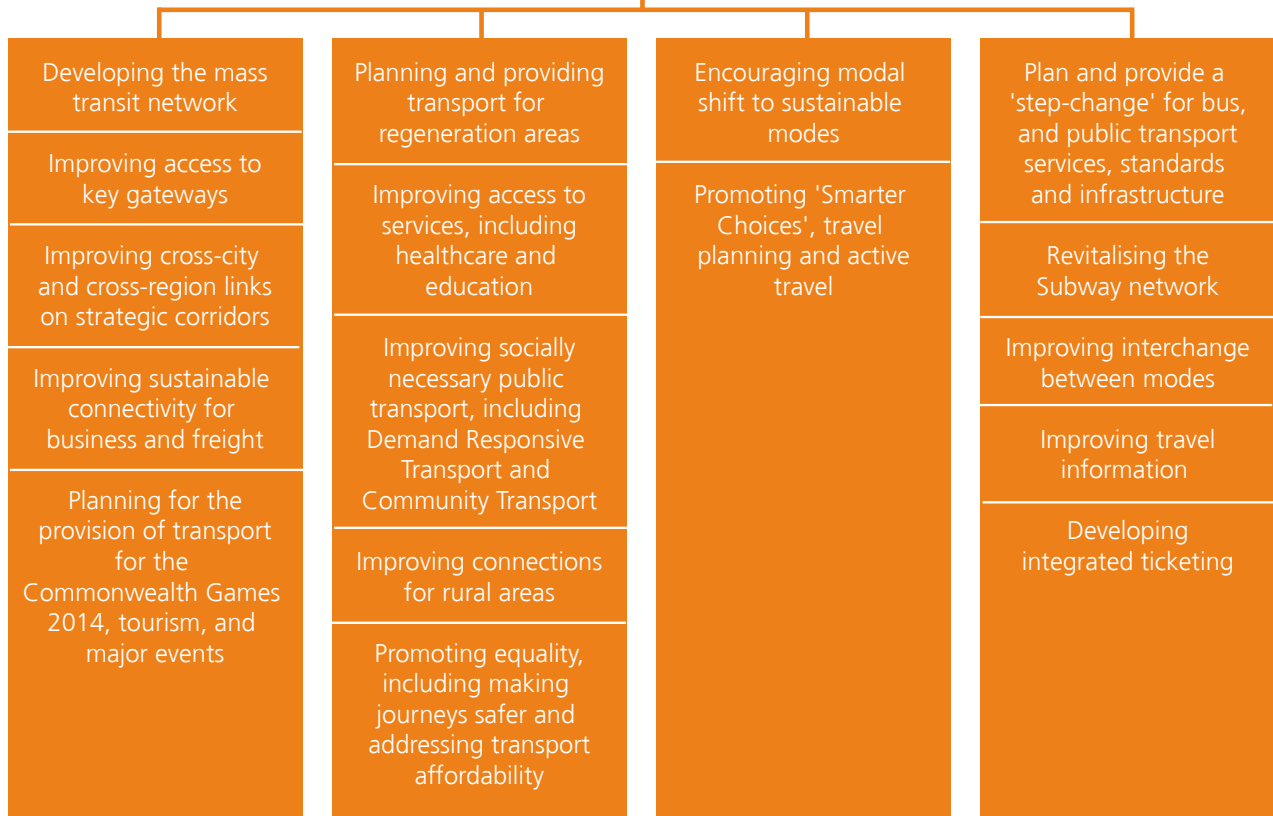 Developing the mass
transit network
Improving access to
key gateways
Improving cross-city
and cross-region links
on strategic corridors
Improving sustainable
connectivity for
business and freight
Planning for the
provision of transport
for the
Commonwealth Games
2014, tourism, and
major events
Planning and providing
transport for
regeneration areas
Improving access to
services, including
healthcare and
education
Improving socially
necessary public
transport, including
Demand Responsive
Transport and
Community Transport
Improving connections
for rural areas
Promoting equality,
including making
journeys safer and
addressing transport
affordability
Encouraging modal
shift to sustainable
modes
Promoting 'Smarter
Choices', travel
planning and active
travel
Plan and provide a
'step-change' for bus,
and public transport
services, standards
and infrastructure
Revitalising the
Subway network
Improving interchange
between modes
Improving travel
information
Developing
integrated ticketing